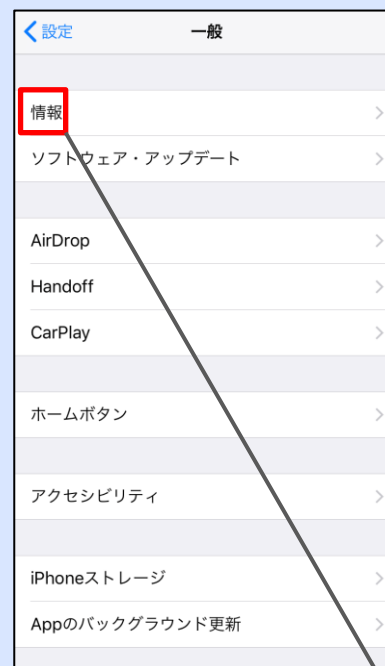 設定
一般
情報
ソフトウェア・アップデート
AirDrop
Handoff
CarPlay
ホームボタン
アクセシビリティ
iPhoneストレージ
Appのバックグラウンド更新